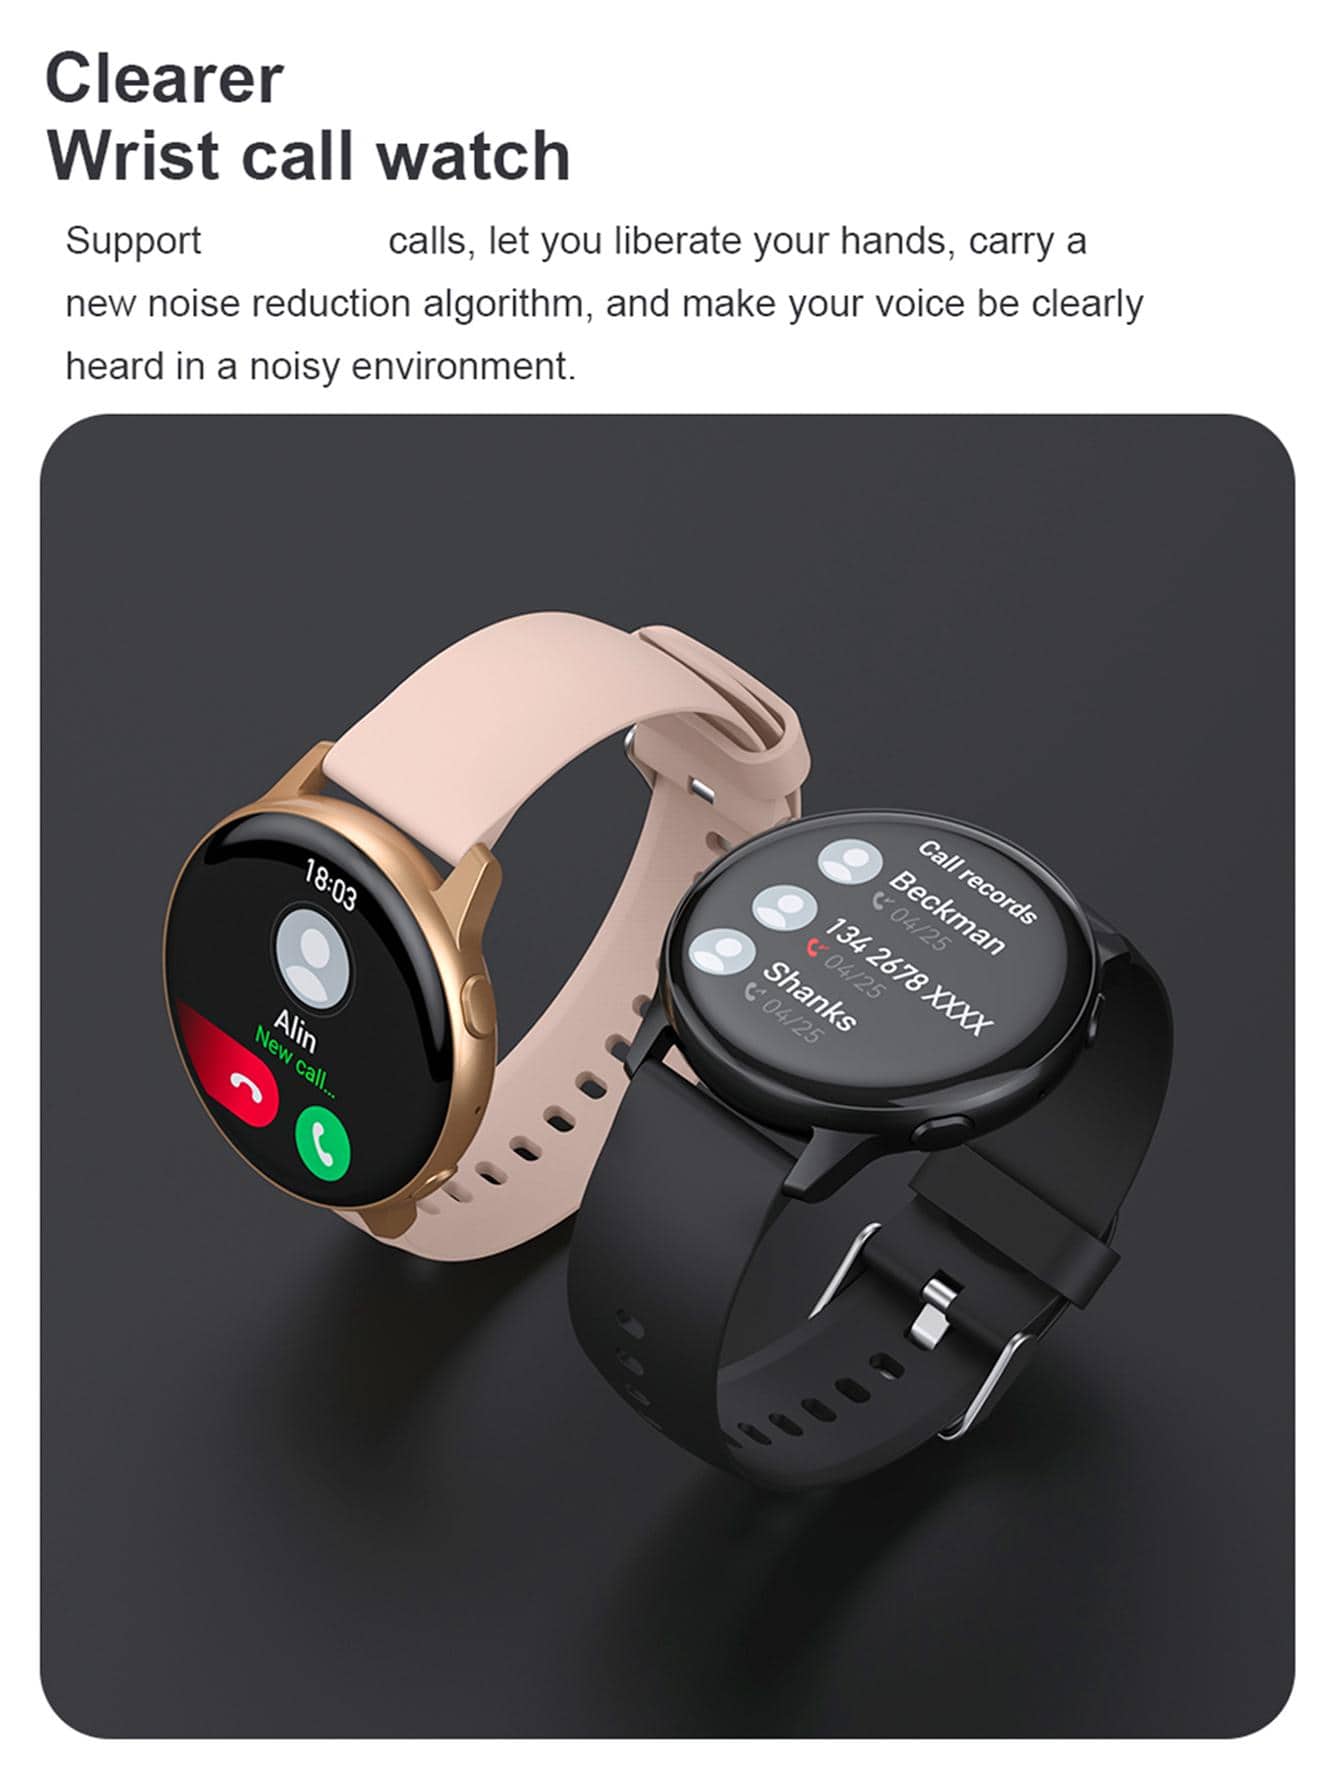 Clearer
Wrist call watch
Support calls, let you liberate your hands, carry a
new noise reduction algorithm, and make your voice be clearly
heard in a noisy environment.
18:03
Alin
New call...
Call records
Beckman
04/25
134 2678 XXXX
04/25
Shanks
04/25